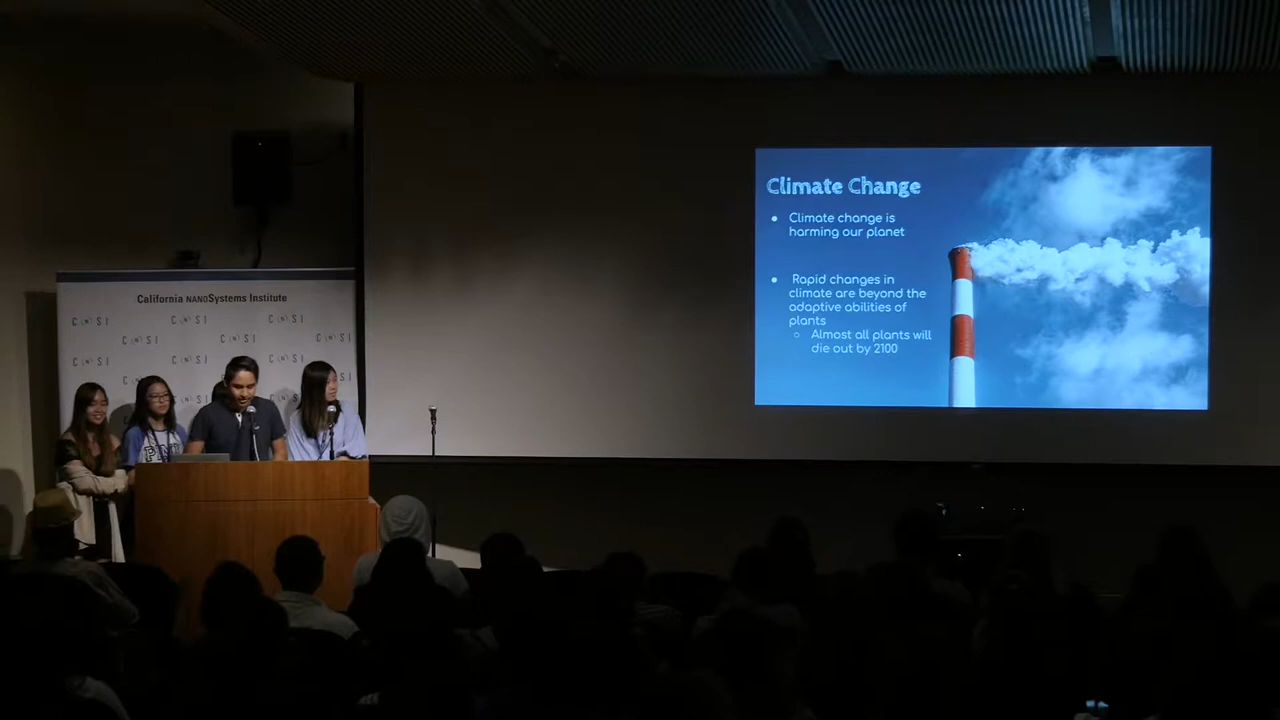 Climate Change
● Climate change is
harming our planet
● Rapid changes in
climate are beyond the
adaptive abilities of
plants
○ Almost all plants will
die out by 2100
California NANOSystems Institute
C (N) S I C (N) S I C (N) S I
C (N) S I C (N) S I C (N) S I
C (N) S I C (N) S I C (N) S I